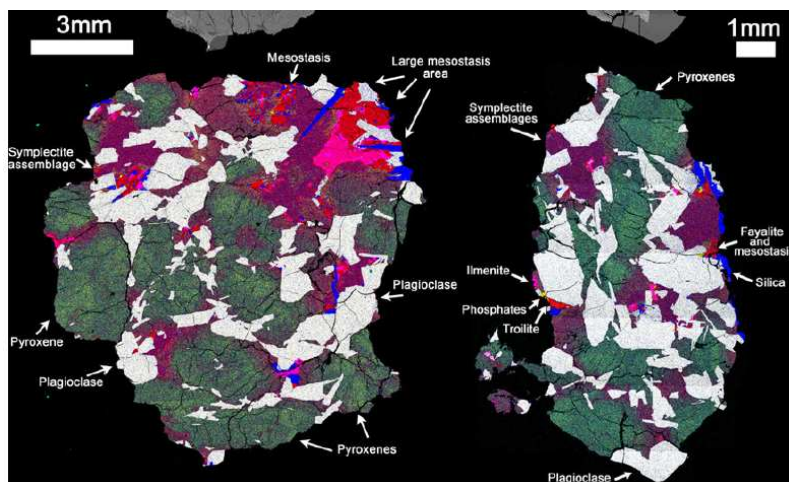 3mm
1mm
Mesostasis
Large mesostasis
area
Pyroxenes
Symplectite
assemblages
Symplectite
assemblage
Plagioclase
Ilmenite
Fayalite and
mesostasi
Silica
Phosphates
Troilite
Pyroxene
Plagioclase
Pyroxenes
Plagioclase